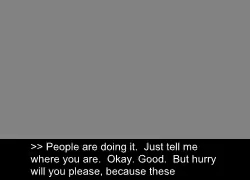 >> People are doing it.  Just tell me
where you are.  Okay. Good.  But hurry
will you please, because these